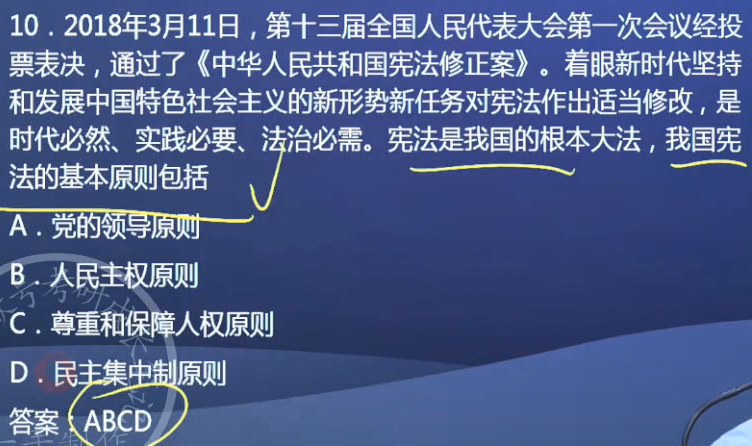 10．2018年3月11日，第十三届全国人民代表大会第一次会议经投
票表决，通过了《中华人民共和国宪法修正案》。着眼新时代坚持
和发展中国特色社会主义的新形势新任务对宪法作出适当修改，是
时代必然、实践必要、法治必需。宪法是我国的根本大法，我国宪
法的基本原则包括
A．党的领导原则
B．人民主权原则
C．尊重和保障人权原则
D．民主集中制原则
答案：ABCD